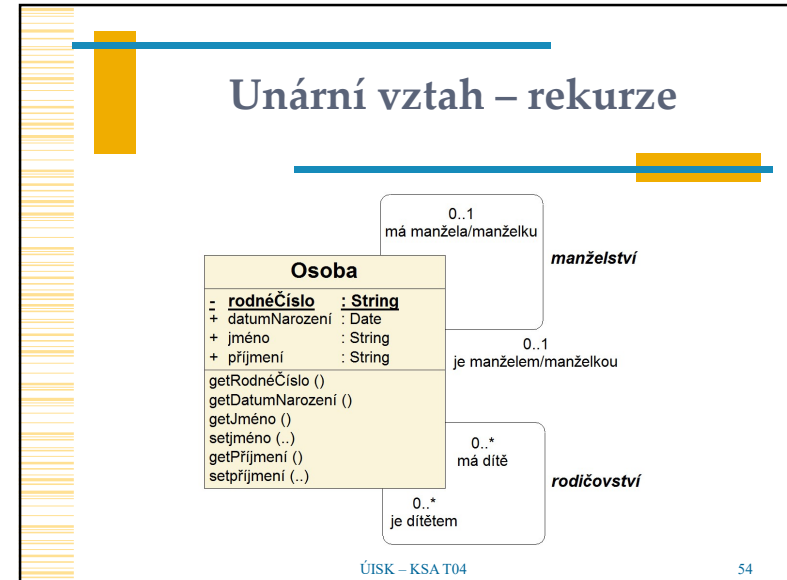 Unární vztah – rekurze
0..1
má manžela/manželku
manželství
Osoba
- rodnéČíslo : String
+ datumNarození : Date
+ jméno : String
+ příjmení : String
0..1
je manželem/manželkou
getRodnéČíslo ()
getDatumNarození ()
getJméno ()
setjméno (..)
getPříjmení ()
setpříjmení (..)
0..*
má dítě
rodičovství
0..*
je dítětem
ÚISK – KSA T04
54